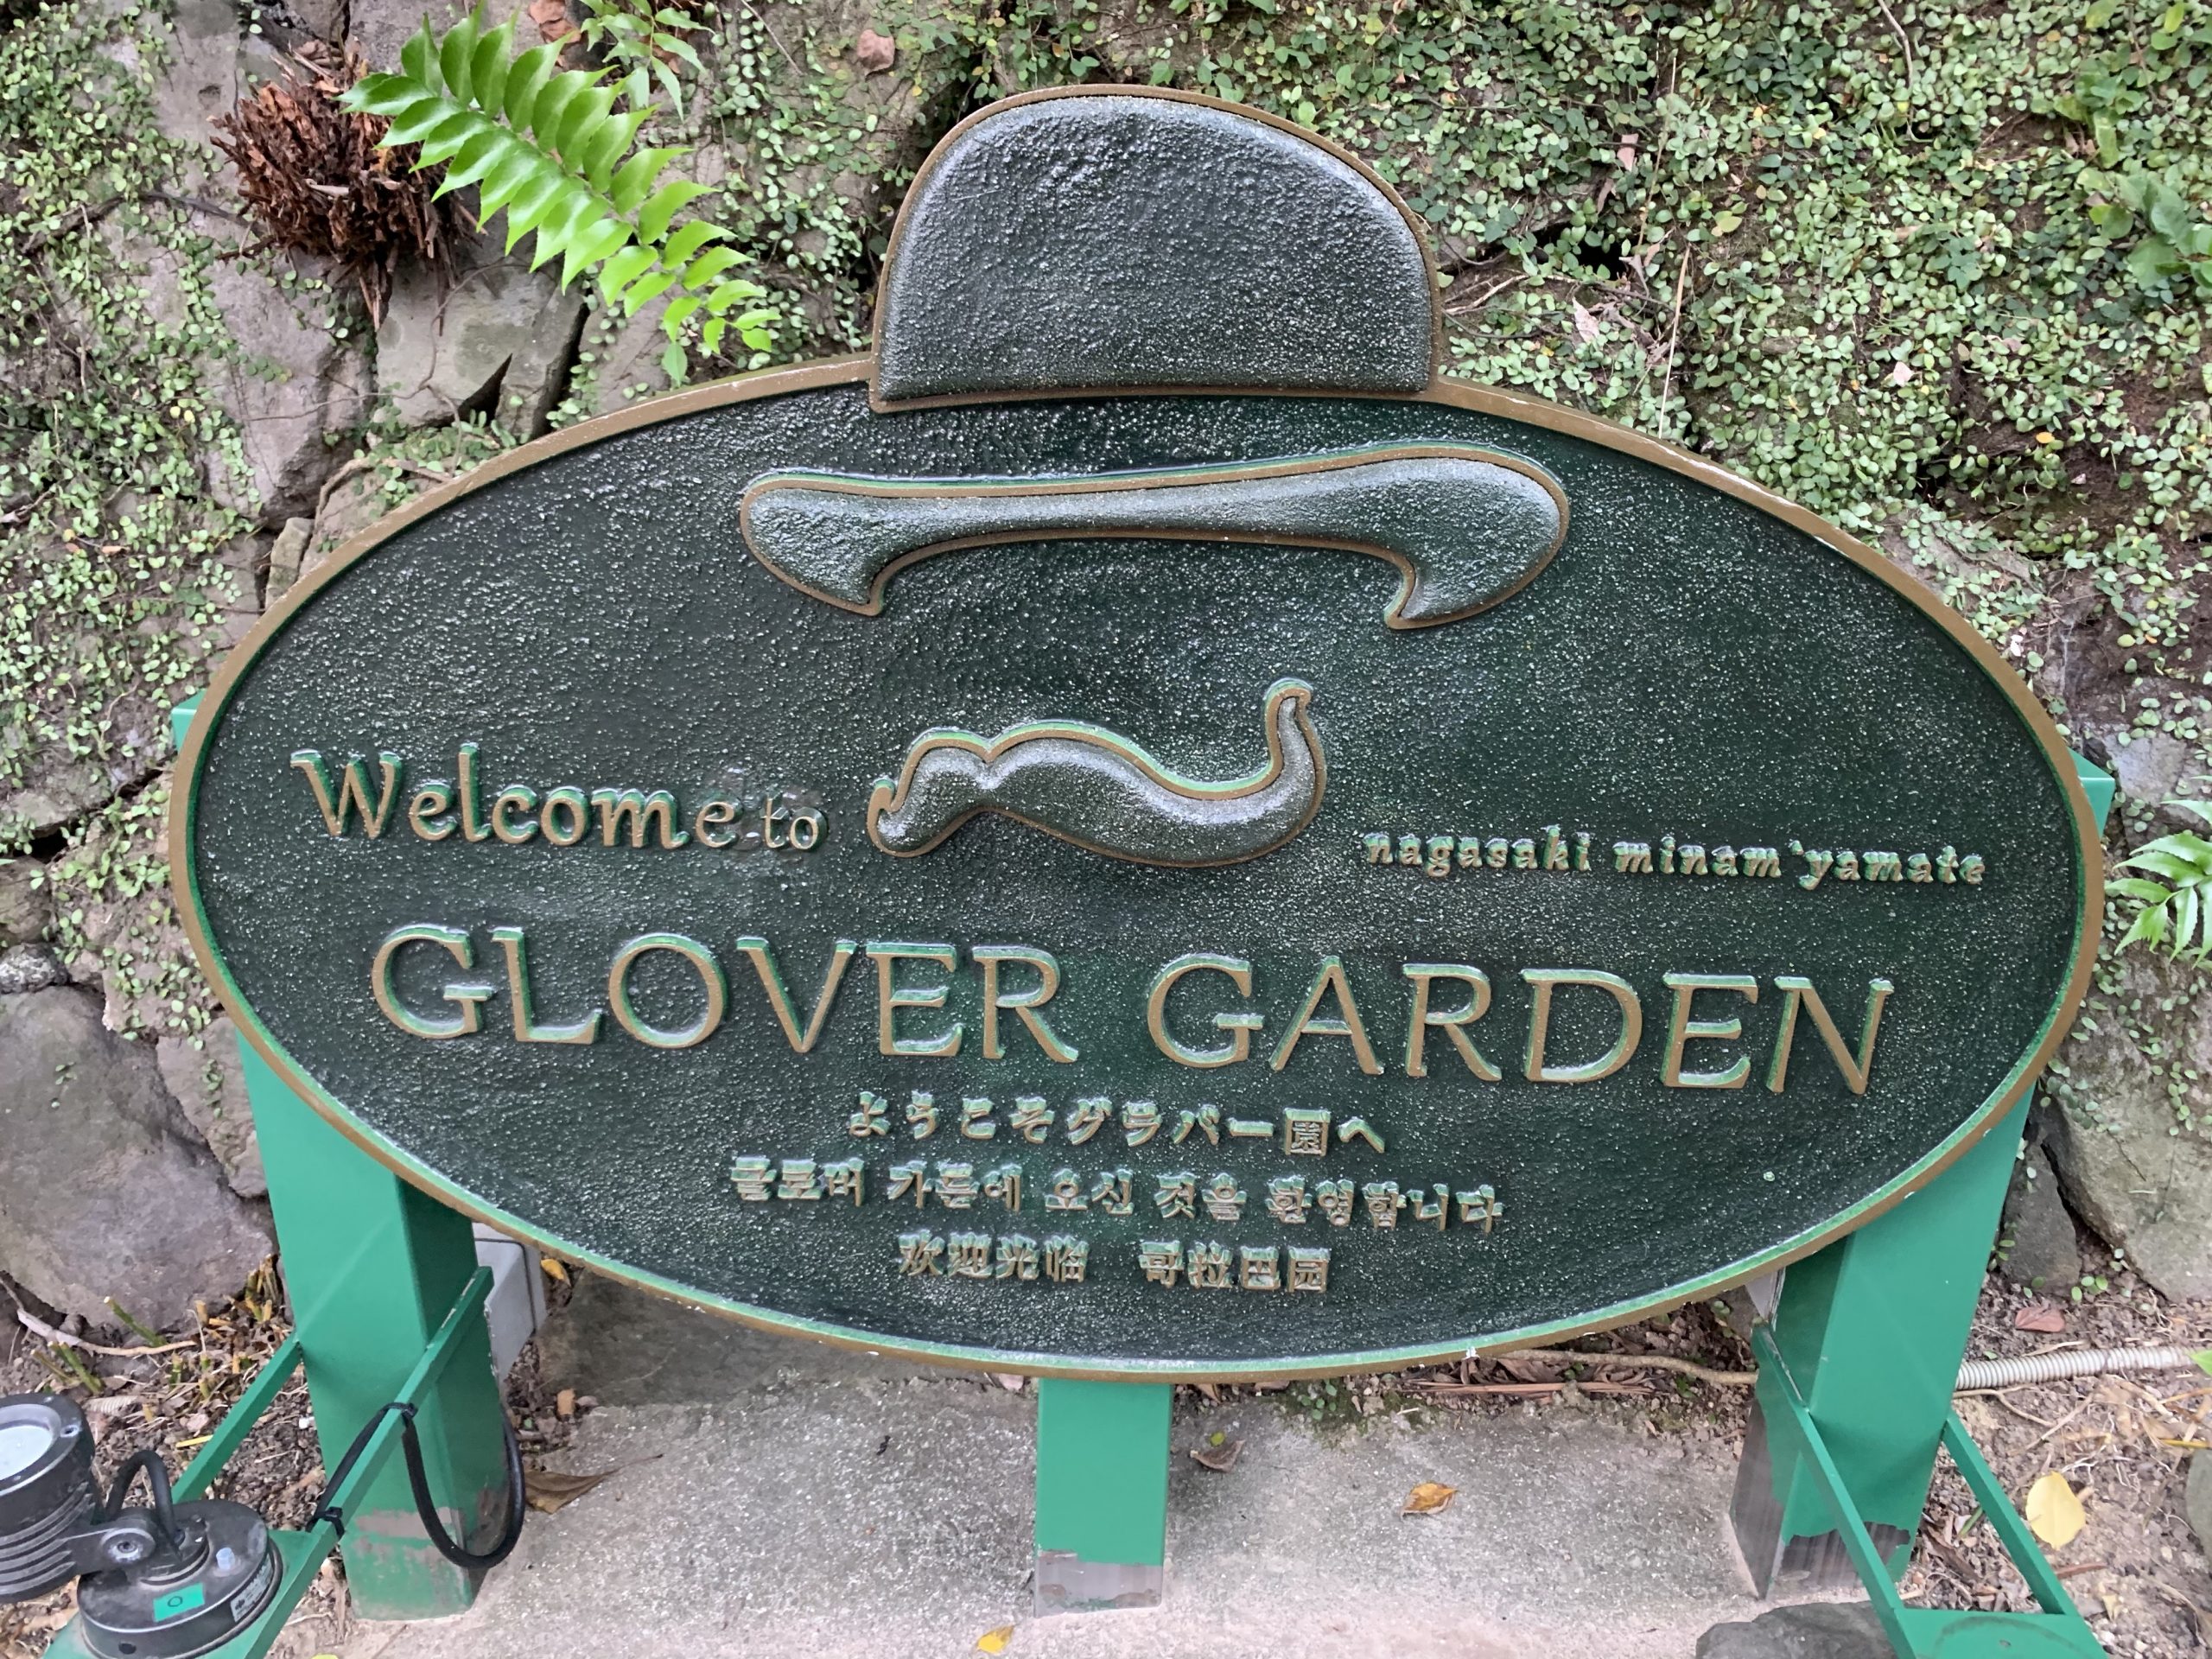 Welcome to
nagasaki minam'yamate
GLOVER GARDEN
ようこそグラバー園へ
글로버 가든에 오신 것을 환영합니다
欢迎光临 哥拉巴园